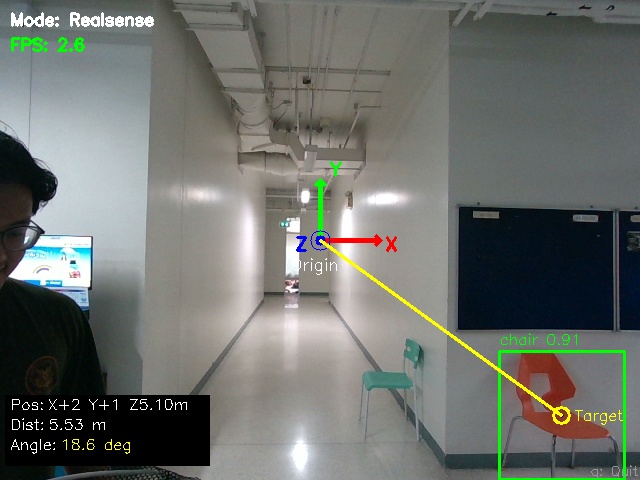 Mode: Realsense
FPS: 2.6
Y
Z
X
Origin
chair 0.91
Target
Pos: X+2 Y+1 Z5.10m
Dist: 5.53 m
Angle: 18.6 deg
q: Quit